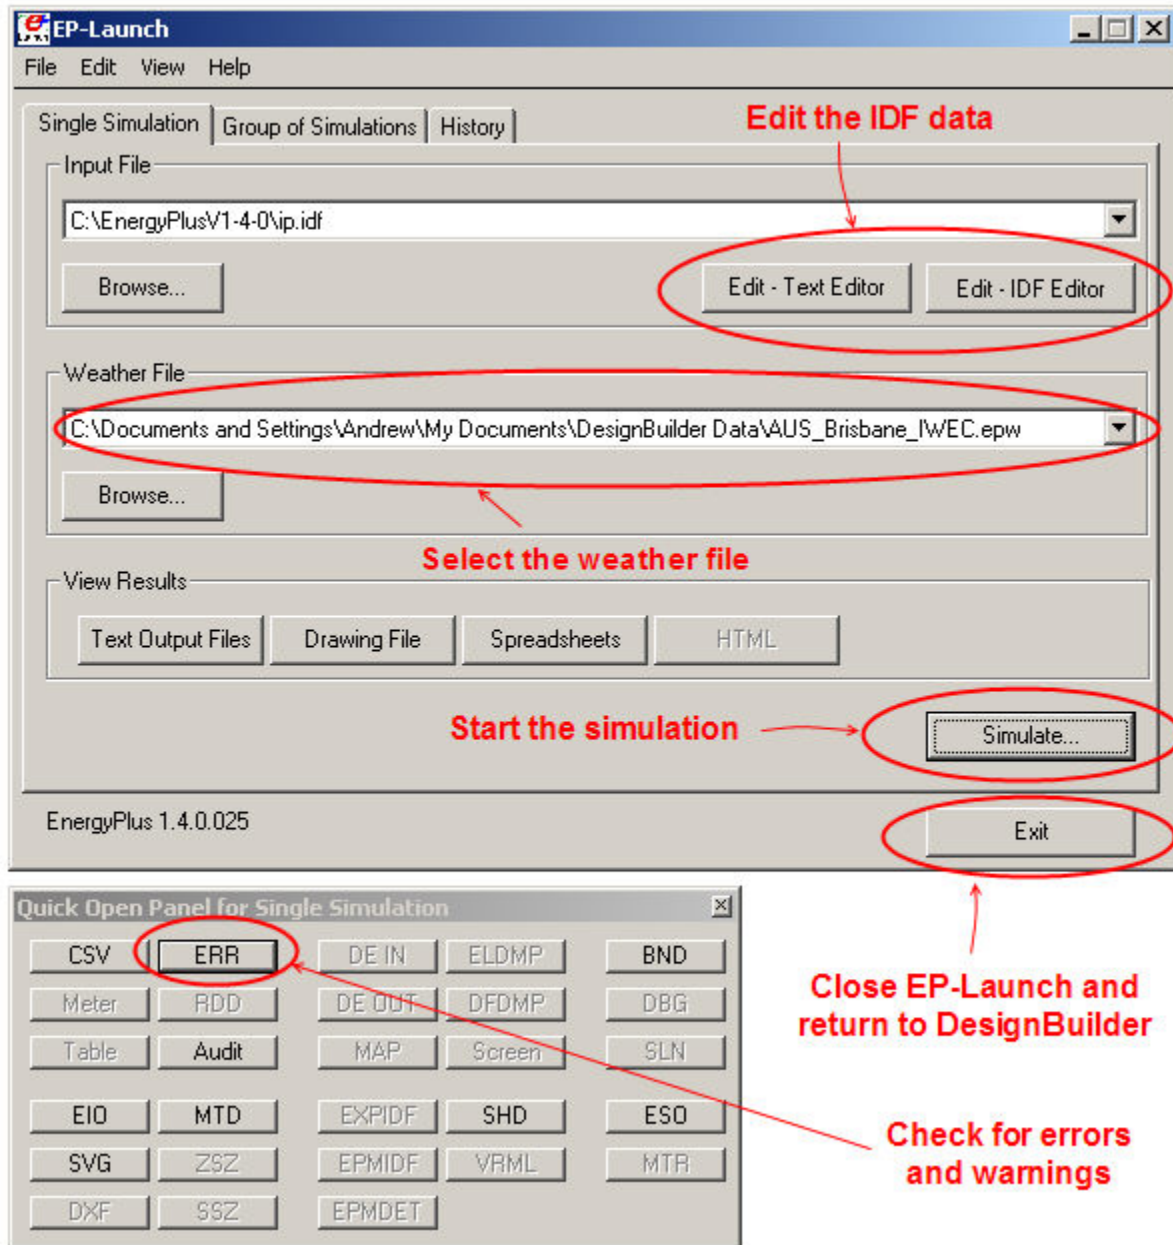 EP-Launch
File Edit View Help
Single Simulation Group of Simulations History
Edit the IDF data
Input File
C:\EnergyPlusV1-4-0\ip.idf
Browse... Edit - Text Editor Edit - IDF Editor
Weather File
C:\Documents and Settings\Andrew\My Documents\DesignBuilder Data\AUS_Brisbane_IWEC.epw
Browse...
Select the weather file
View Results
Text Output Files Drawing File Spreadsheets HTML
Start the simulation
Simulate...
EnergyPlus 1.4.0.025
Exit
Quick Open Panel for Single Simulation
CSV ERR DE IN ELDMP BND
Meter RDD DE OUT DFDMP DBG
Table Audit MAP Screen SLN
EIO MTD EXPIDF SHD ESO
SVG ZSZ EPMIDF VRML MTR
DXF SSZ EPMDET
Close EP-Launch and
return to DesignBuilder
Check for errors
and warnings